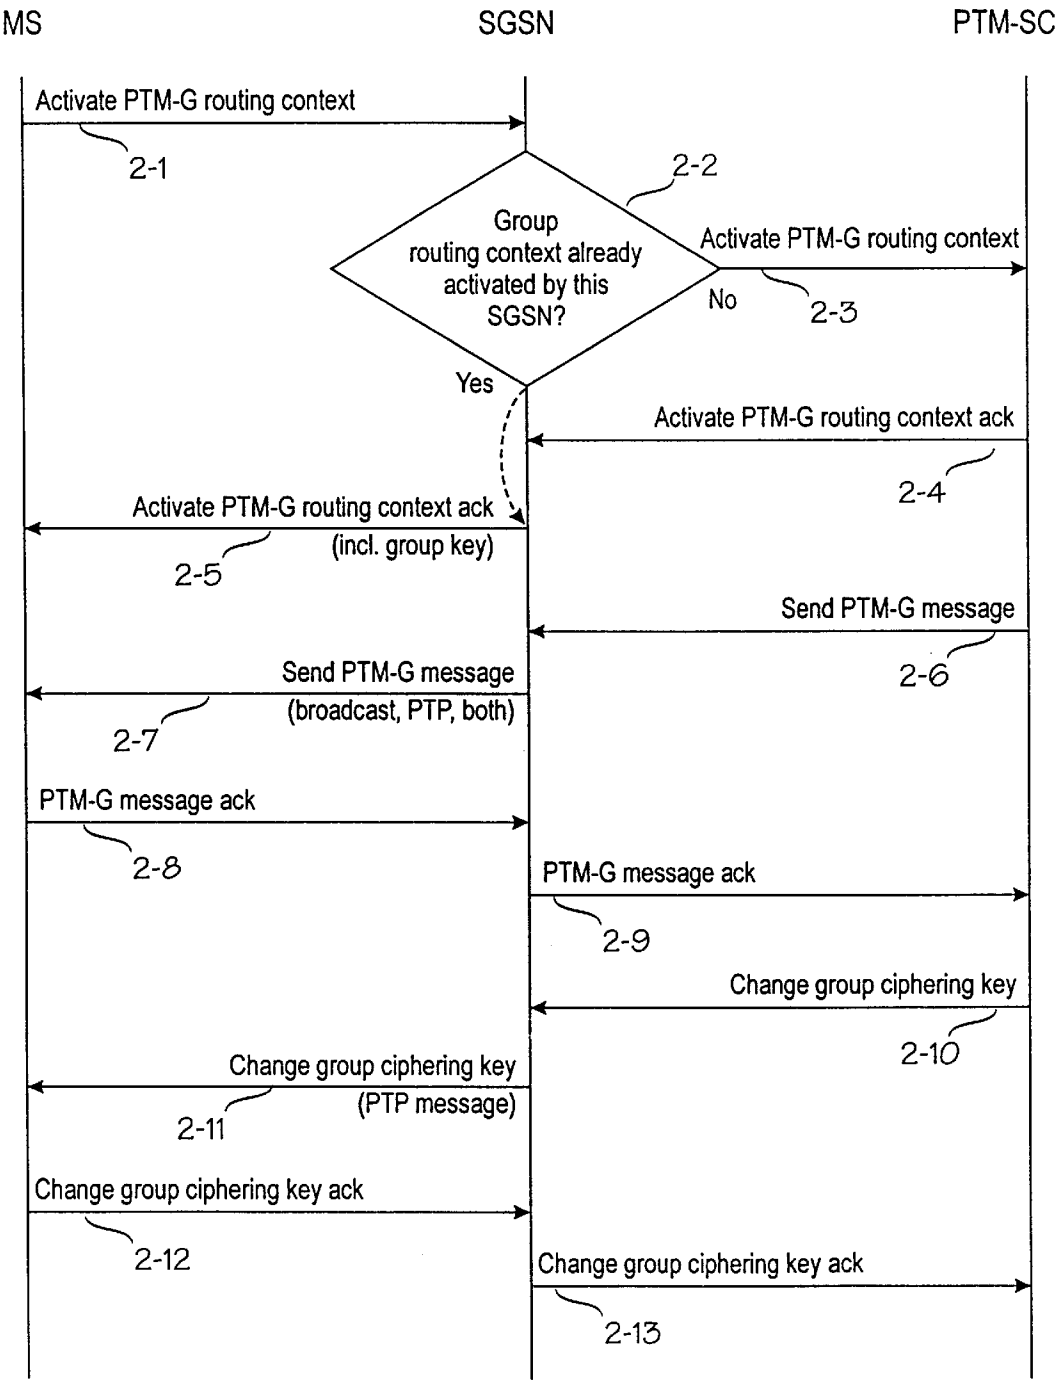 MS
SGSN
PTM-SC
Activate PTM-G routing context
2-1
2-2
Group
routing context already
activated by this
SGSN?
Activate PTM-G routing context
No
2-3
Yes
Activate PTM-G routing context ack
2-4
Activate PTM-G routing context ack
(incl. group key)
2-5
Send PTM-G message
2-6
Send PTM-G message
(broadcast, PTP, both)
2-7
PTM-G message ack
2-8
PTM-G message ack
2-9
Change group ciphering key
2-10
Change group ciphering key
(PTP message)
2-11
Change group ciphering key ack
2-12
Change group ciphering key ack
2-13